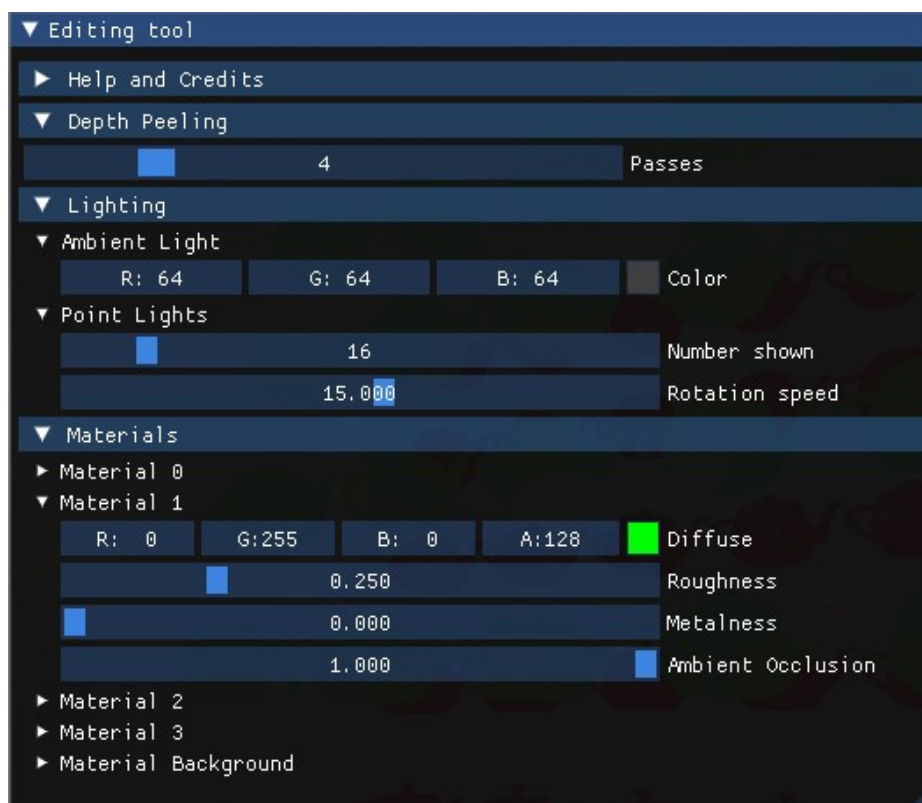 Editing tool
Help and Credits
Depth Peeling
4 Passes
Lighting
Ambient Light
R: 64 G: 64 B: 64 Color
Point Lights
16 Number shown
15.000 Rotation speed
Materials
Material 0
Material 1
R: 0 G:255 B: 0 A:128 Diffuse
0.250 Roughness
0.000 Metalness
1.000 Ambient Occlusion
Material 2
Material 3
Material Background